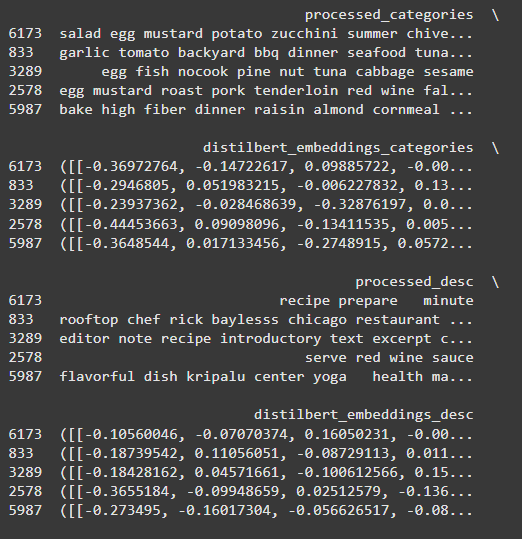 processed_categories \
6173 salad egg mustard potato zucchini summer chive...
833 garlic tomato backyard bbq dinner seafood tuna...
3289 egg fish nocook pine nut tuna cabbage sesame
2578 egg mustard roast pork tenderloin red wine fal...
5987 bake high fiber dinner raisin almond cornmeal ...
distilbert_embeddings_categories \
6173 ([[-0.36972764, -0.14722617, 0.09885722, -0.00...
833 ([[-0.2946805, 0.051983215, -0.006227832, 0.13...
3289 ([[-0.23937362, -0.028468639, -0.32876197, 0.0...
2578 ([[-0.44453663, 0.09098096, -0.13411535, 0.005...
5987 ([[-0.3648544, 0.017133456, -0.2748915, 0.0572...
processed_desc \
6173 recipe prepare minute
833 rooftop chef rick baylesss chicago restaurant ...
3289 editor note recipe introductory text excerpt c...
2578 serve red wine sauce
5987 flavorful dish kripalu center yoga health ma...
distilbert_embeddings_desc
6173 ([[-0.10560046, -0.07070374, 0.16050231, -0.00...
833 ([[-0.18739542, 0.11056051, -0.08729113, 0.011...
3289 ([[-0.18428162, 0.04571661, -0.100612566, 0.15...
2578 ([[-0.3655184, -0.09948659, 0.02512579, -0.136...
5987 ([[-0.273495, -0.16017304, -0.056626517, -0.08...